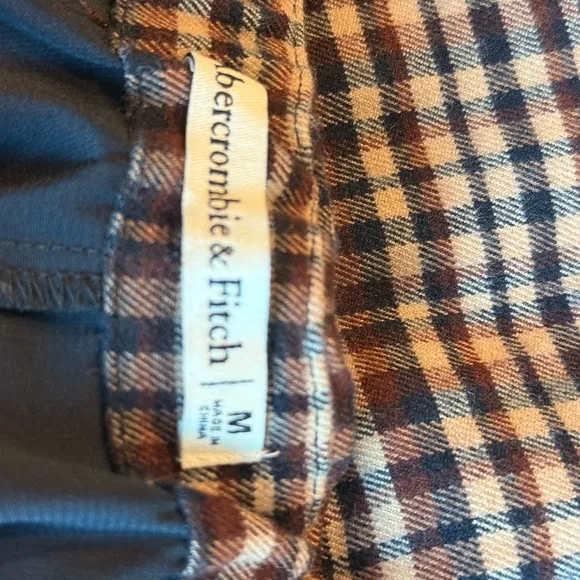 Abercrombie & Fitch | M
MADE IN
CHINA